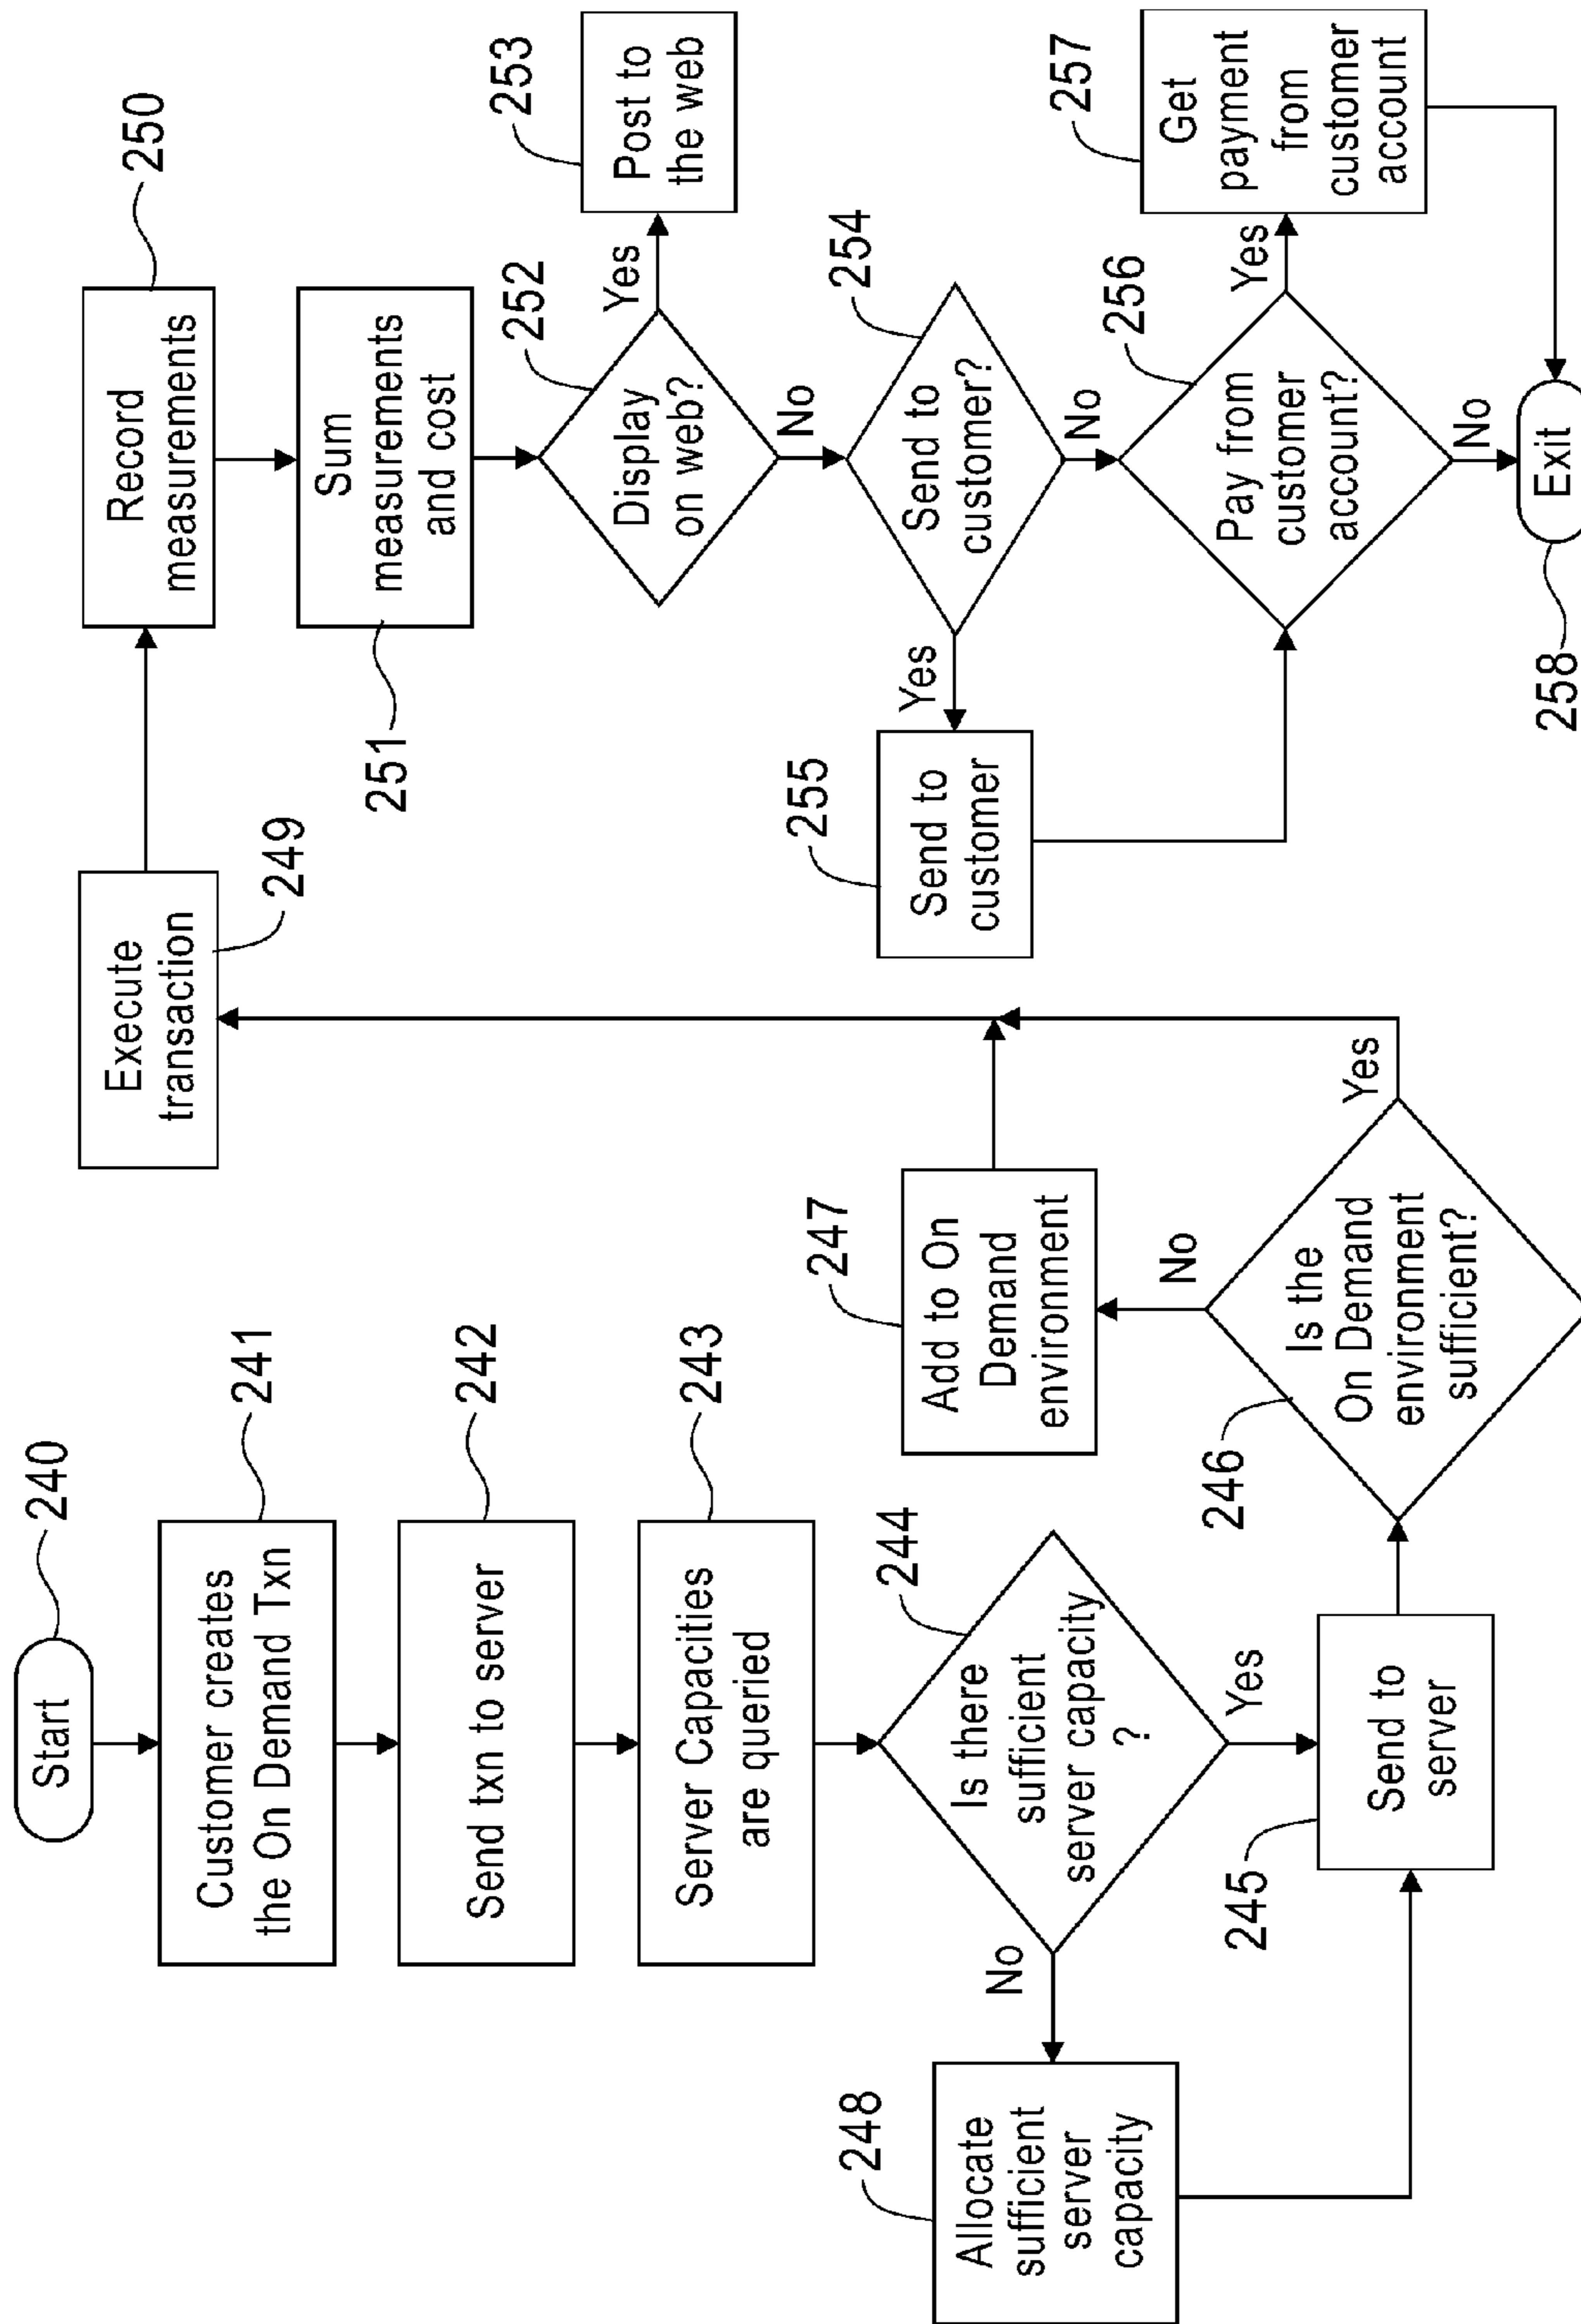 240
Start
241
Customer creates
the On Demand Txn
242
Send txn to server
243
Server Capacities
are queried
244
Is there
sufficient
server capacity
?
No
Yes
248
Allocate
sufficient
server
capacity
245
Send to
server
246
Is the
On Demand
environment
sufficient?
No
Yes
247
Add to On
Demand
environment
249
Execute
transaction
250
Record
measurements
251
Sum
measurements
and cost
252
Display
on web?
Yes
No
253
Post to
the web
254
Send to
customer?
Yes
No
255
Send to
customer
256
Pay from
customer
account?
Yes
No
257
Get
payment
from
customer
account
258
Exit